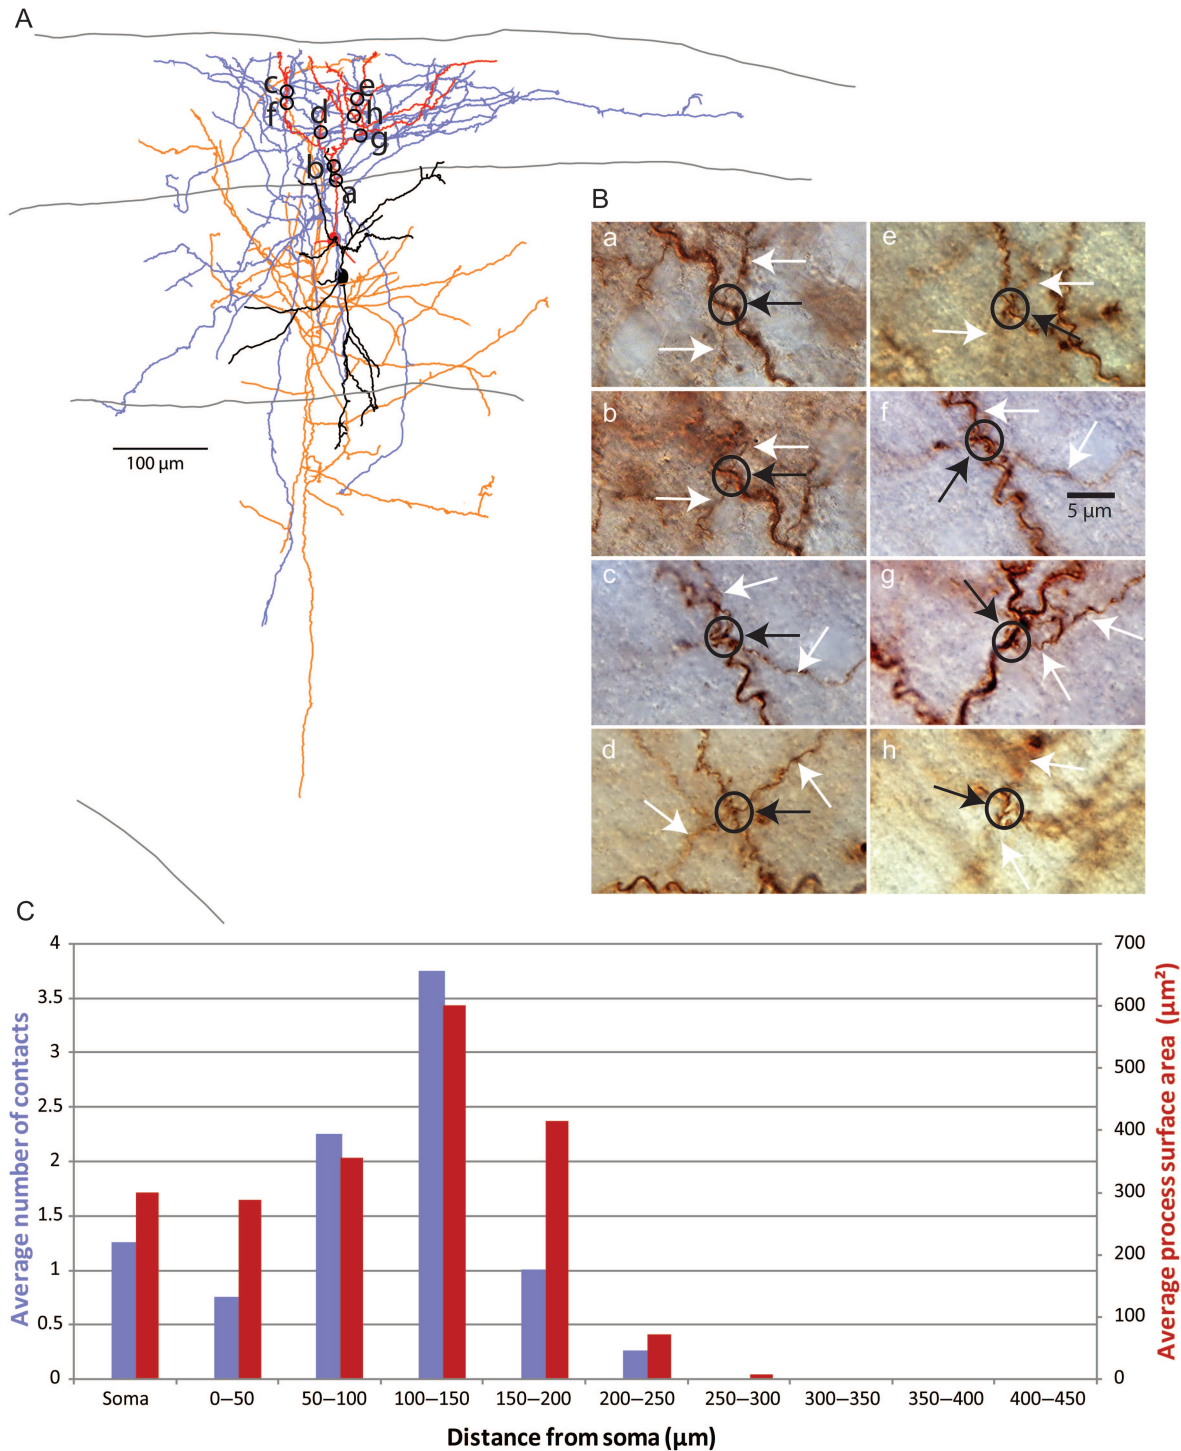 A
c
e
f
d
h
g
b
a
100 µm
B
a
e
b
f
5 µm
c
g
d
h
C
Average number of contacts
4
3.5
3
2.5
2
1.5
1
0.5
0
700
600
500
400
300
200
100
0
Average process surface area (µm²)
Soma 0–50 50–100 100–150 150–200 200–250 250–300 300–350 350–400 400–450
Distance from soma (µm)